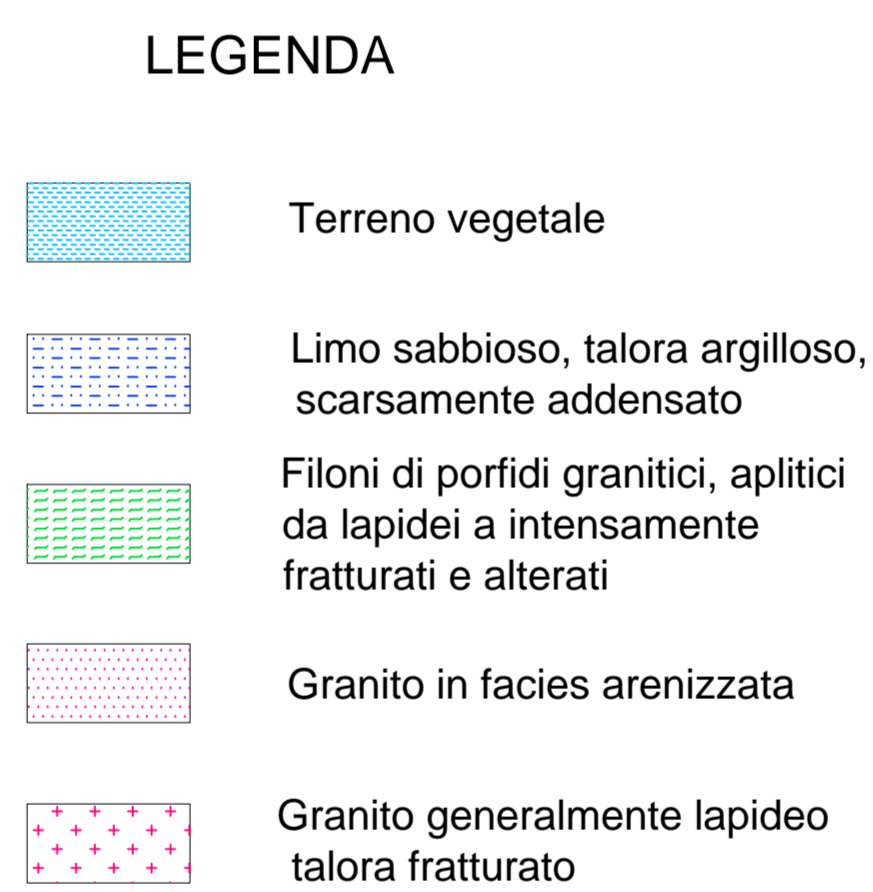 LEGENDA
Terreno vegetale
Limo sabbioso, talora argilloso,
scarsamente addensato
Filoni di porfidi granitici, aplitici
da lapidei a intensamente
fratturati e alterati
Granito in facies arenizzata
Granito generalmente lapideo
talora fratturato